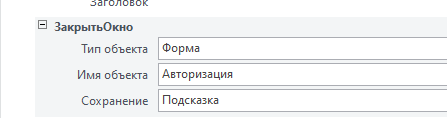 Заголовок
ЗакрытьОкно
Тип объекта Форма
Имя объекта Авторизация
Сохранение Подсказка